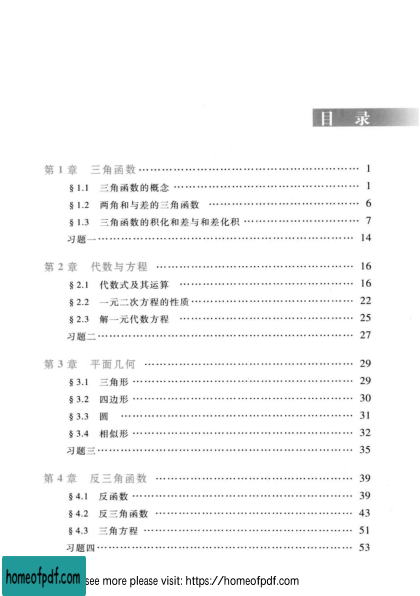 目 录
第 1 章 三角函数 …… 1
§ 1.1 三角函数的概念 …… 1
§ 1.2 两角和与差的三角函数 …… 6
§ 1.3 三角函数的积化和差与和差化积 …… 7
习题一 …… 14
第 2 章 代数与方程 …… 16
§ 2.1 代数式及其运算 …… 16
§ 2.2 一元二次方程的性质 …… 22
§ 2.3 解一元代数方程 …… 25
习题二 …… 27
第 3 章 平面几何 …… 29
§ 3.1 三角形 …… 29
§ 3.2 四边形 …… 30
§ 3.3 圆 …… 31
§ 3.4 相似形 …… 32
习题三 …… 35
第 4 章 反三角函数 …… 39
§ 4.1 反函数 …… 39
§ 4.2 反三角函数 …… 43
§ 4.3 三角方程 …… 51
习题四 …… 53
homeofpdf.com
see more please visit: https://homeofpdf.com